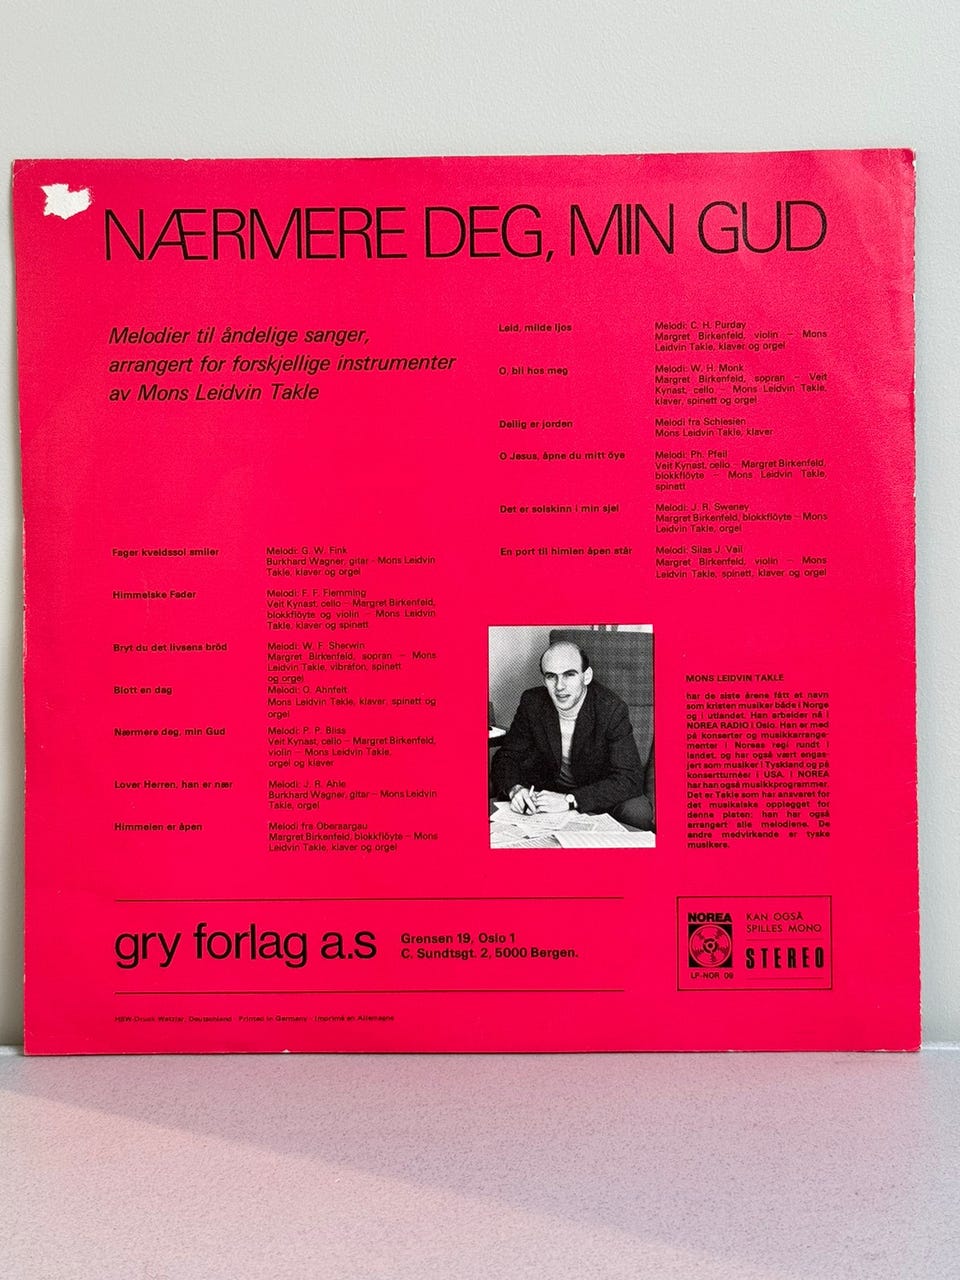 NÆRMERE DEG, MIN GUD
Melodier til åndelige sanger,
arrangert for forskjellige instrumenter
av Mons Leidvin Takle
Fager kveldssol smiler
Melodi: G. W. Fink
Burkhard Wagner, gitar - Mons Leidvin
Takle, klaver og orgel
Himmelske Fader
Melodi: F. F. Flemming
Veit Kynast, cello – Margret Birkenfeld,
blokkflöyte og violin – Mons Leidvin
Takle, klaver og spinett
Bryt du det livsens bröd
Melodi: W. F. Sherwin
Margret Birkenfeld, sopran – Mons
Leidvin Takle, vibrafon, spinett
og orgel
Blott en dag
Melodi: O. Ahnfelt
Mons Leidvin Takle, klaver, spinett og
orgel
Nærmere deg, min Gud
Melodi: P. P. Bliss
Veit Kynast, cello – Margret Birkenfeld,
violin – Mons Leidvin Takle,
orgel og klaver
Lover Herren, han er nær
Melodi: J. R. Ahle
Burkhard Wagner, gitar – Mons Leidvin
Takle, orgel
Himmelen er åpen
Melodi fra Oberaargau
Margret Birkenfeld, blokkflöyte – Mons
Leidvin Takle, klaver og orgel
Leid, milde ljos
Melodi: C. H. Purday
Margret Birkenfeld, violin – Mons
Leidvin Takle, klaver og orgel
O, bli hos meg
Melodi: W. H. Monk
Margret Birkenfeld, sopran – Veit
Kynast, cello – Mons Leidvin Takle,
klaver, spinett og orgel
Deilig er jorden
Melodi fra Schlesien
Mons Leidvin Takle, klaver
O Jesus, åpne du mitt öye
Melodi: Ph. Pfeil
Veit Kynast, cello – Margret Birkenfeld,
blokkflöyte – Mons Leidvin Takle,
spinett
Det er solskinn i min sjel
Melodi: J. R. Sweney
Margret Birkenfeld, blokkflöyte – Mons
Leidvin Takle, orgel
En port til himlen åpen står
Melodi: Silas J. Vail
Margret Birkenfeld, violin – Mons
Leidvin Takle, spinett, klaver og orgel
MONS LEIDVIN TAKLE
har de siste årene fått et navn
som kristen musiker både i Norge
og i utlandet. Han arbeider nå i
NOREA RADIO i Oslo. Han er med
på konserter og musikkarrange-
menter i Noreas regi rundt i
landet, og har også vært engas-
jert som musiker i Tyskland og på
konsertturnéer i USA. I NOREA
har han også musikkprogrammer.
Det er Takle som har ansvaret for
det musikalske opplegget for
denne platen; han har også
arrangert alle melodiene. De
andre medvirkende er tyske
musikere.
gry forlag a.s
Grensen 19, Oslo 1
C. Sundtsgt. 2, 5000 Bergen.
NOREA
LP-NOR 09
KAN OGSÅ
SPILLES MONO
STEREO
HSW-Druck Wetzlar, Deutschland · Printed in Germany · Imprimé en Allemagne